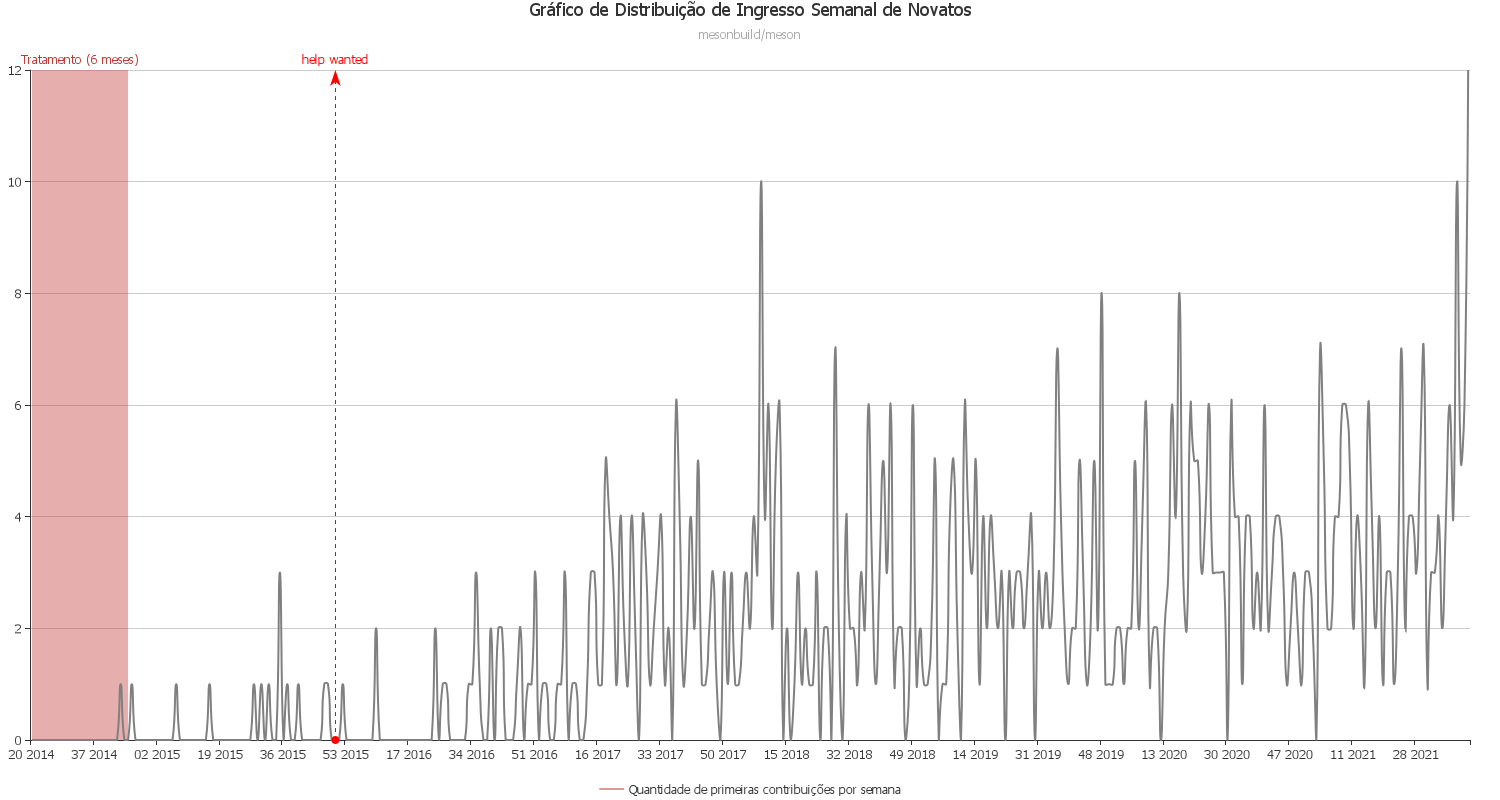 Gráfico de Distribuição de Ingresso Semanal de Novatos
mesonbuild/meson
Tratamento (6 meses)
help wanted
12
10
8
6
4
2
0
20 2014 37 2014 02 2015 19 2015 36 2015 53 2015 17 2016 34 2016 51 2016 16 2017 33 2017 50 2017 15 2018 32 2018 49 2018 14 2019 31 2019 48 2019 13 2020 30 2020 47 2020 11 2021 28 2021
Quantidade de primeiras contribuições por semana